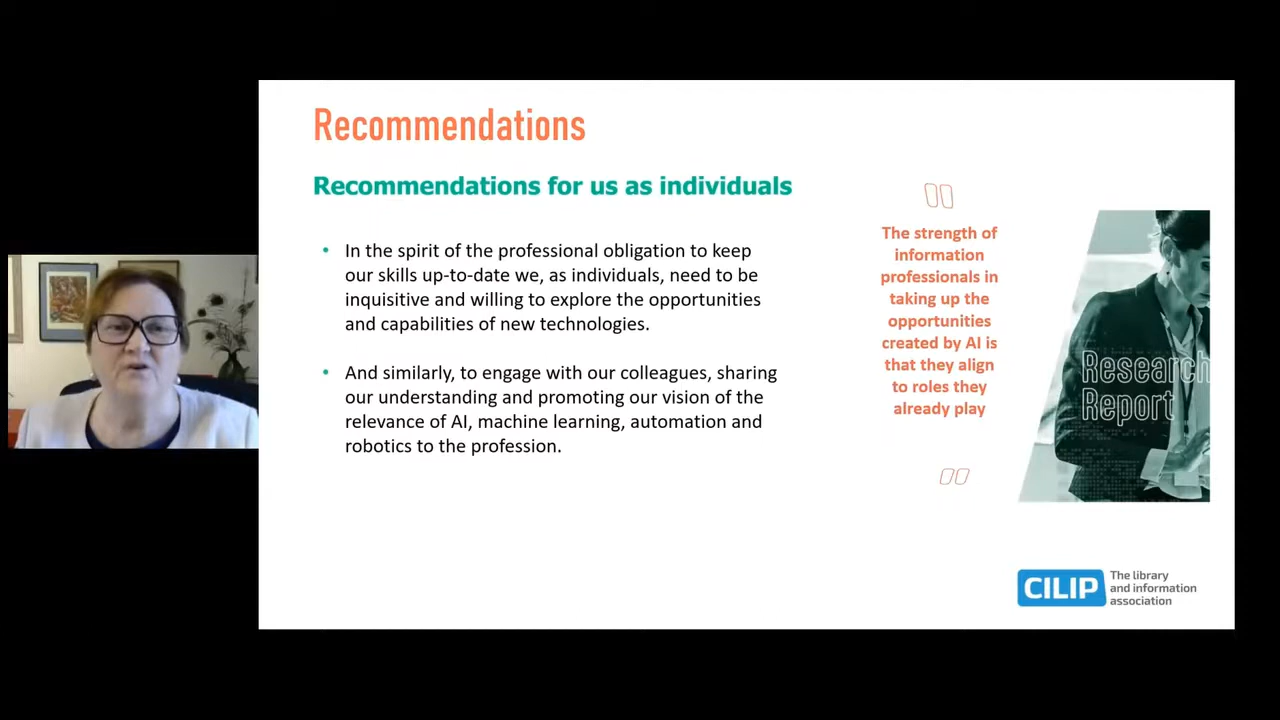 Recommendations
Recommendations for us as individuals
• In the spirit of the professional obligation to keep
our skills up-to-date we, as individuals, need to be
inquisitive and willing to explore the opportunities
and capabilities of new technologies.
• And similarly, to engage with our colleagues, sharing
our understanding and promoting our vision of the
relevance of AI, machine learning, automation and
robotics to the profession.
The strength of
information
professionals in
taking up the
opportunities
created by AI is
that they align
to roles they
already play
Research
Report
CILIP
The library
and information
association